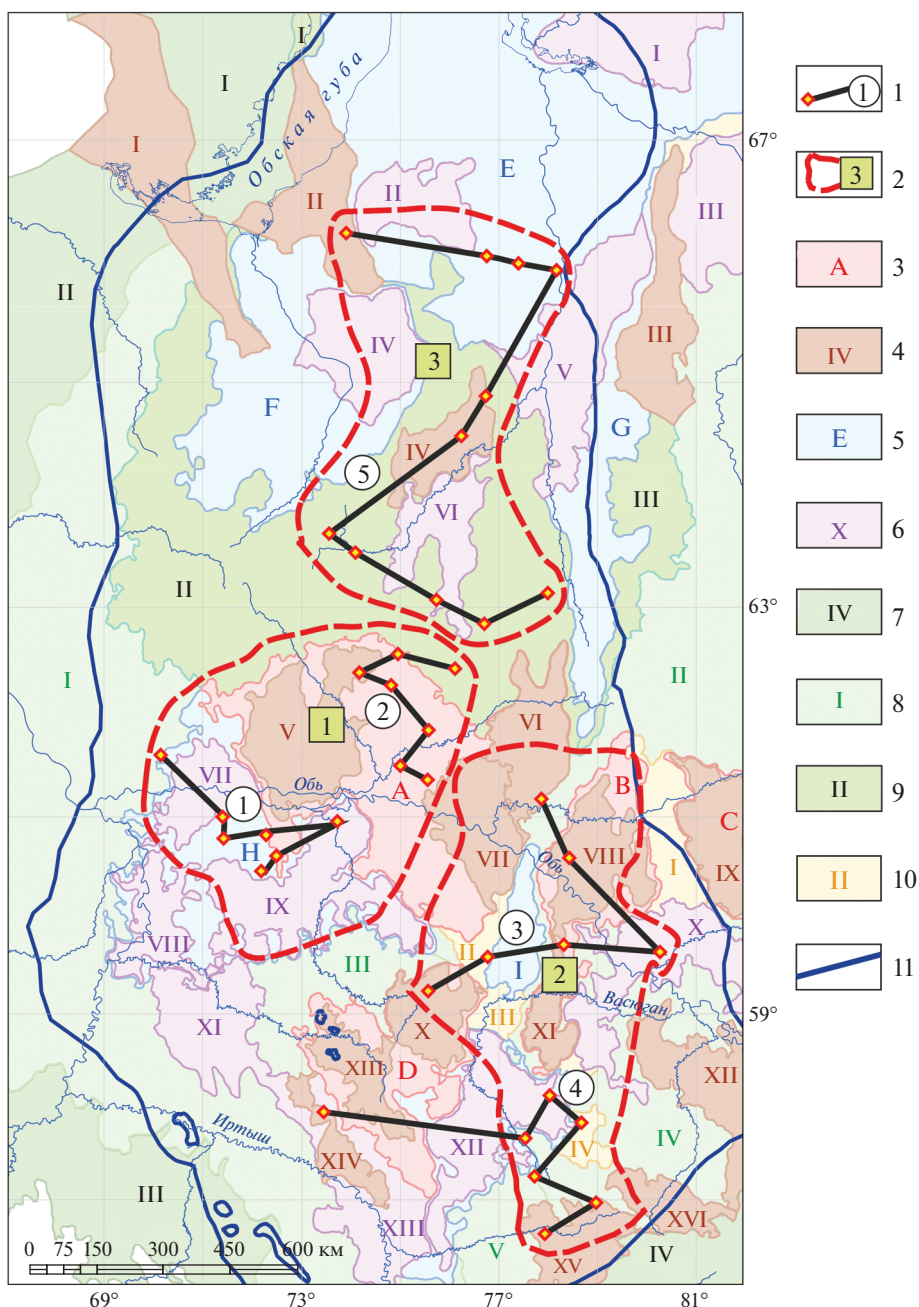 I
I
I
I
I
Обская губа
67°
E
II
II
III
II
III
IV
3
V
F
G
IV
5
III
VI
II
63°
I
II
VI
2
V
1
B
VII
A
C
Обь
1
VII
VIII
IX
H
Обь
I
IX
X
VIII
3
II
III
I
2
Васюган
59°
XI
III
X
XI
XIII
D
XII
4
Иртыш
IV
IV
XII
XIV
III
XIII
XVI
V
IV
XV
0 75 150 300 450 600 км
69° 73° 77° 81°
1 1
3 2
A 3
IV 4
E 5
X 6
IV 7
I 8
II 9
II 10
11